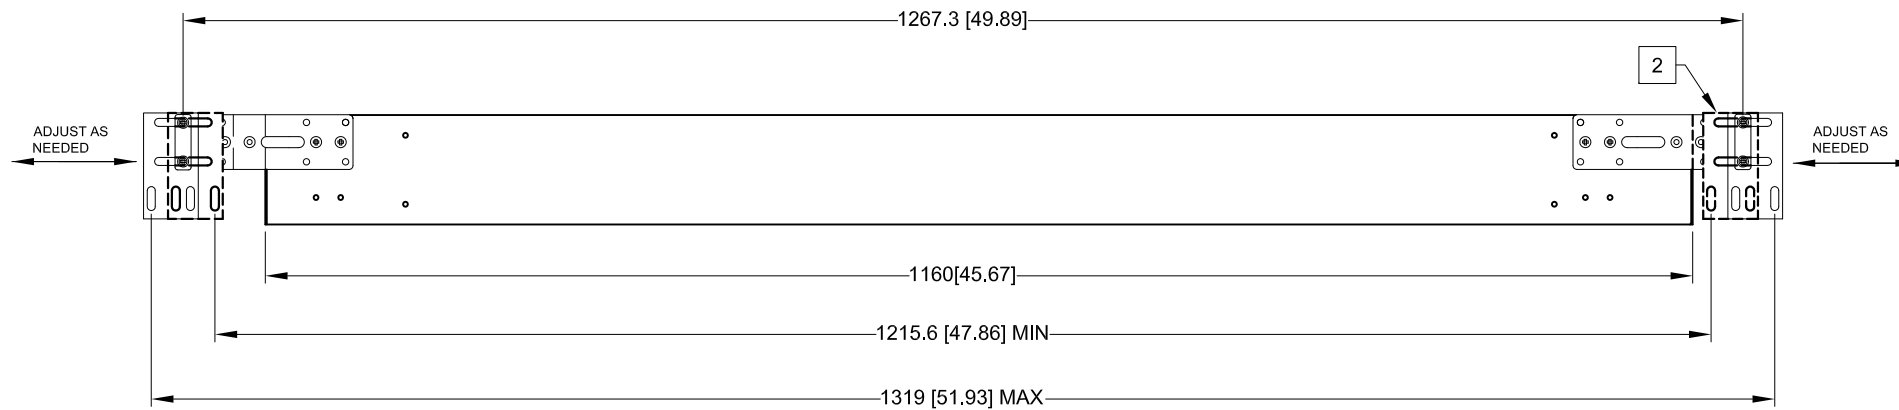 1267.3 [49.89]
2
ADJUST AS
NEEDED
ADJUST AS
NEEDED
1160[45.67]
1215.6 [47.86] MIN
1319 [51.93] MAX